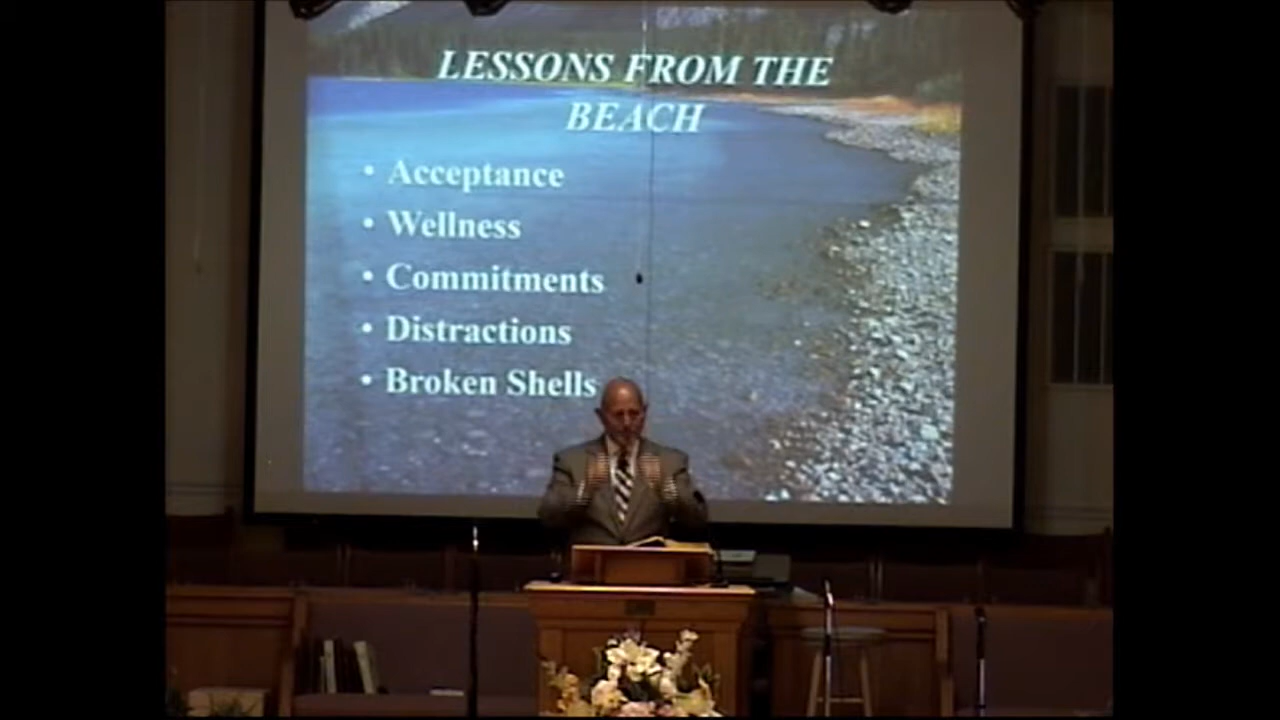 LESSONS FROM THE
BEACH
• Acceptance
• Wellness
• Commitments
• Distractions
• Broken Shells